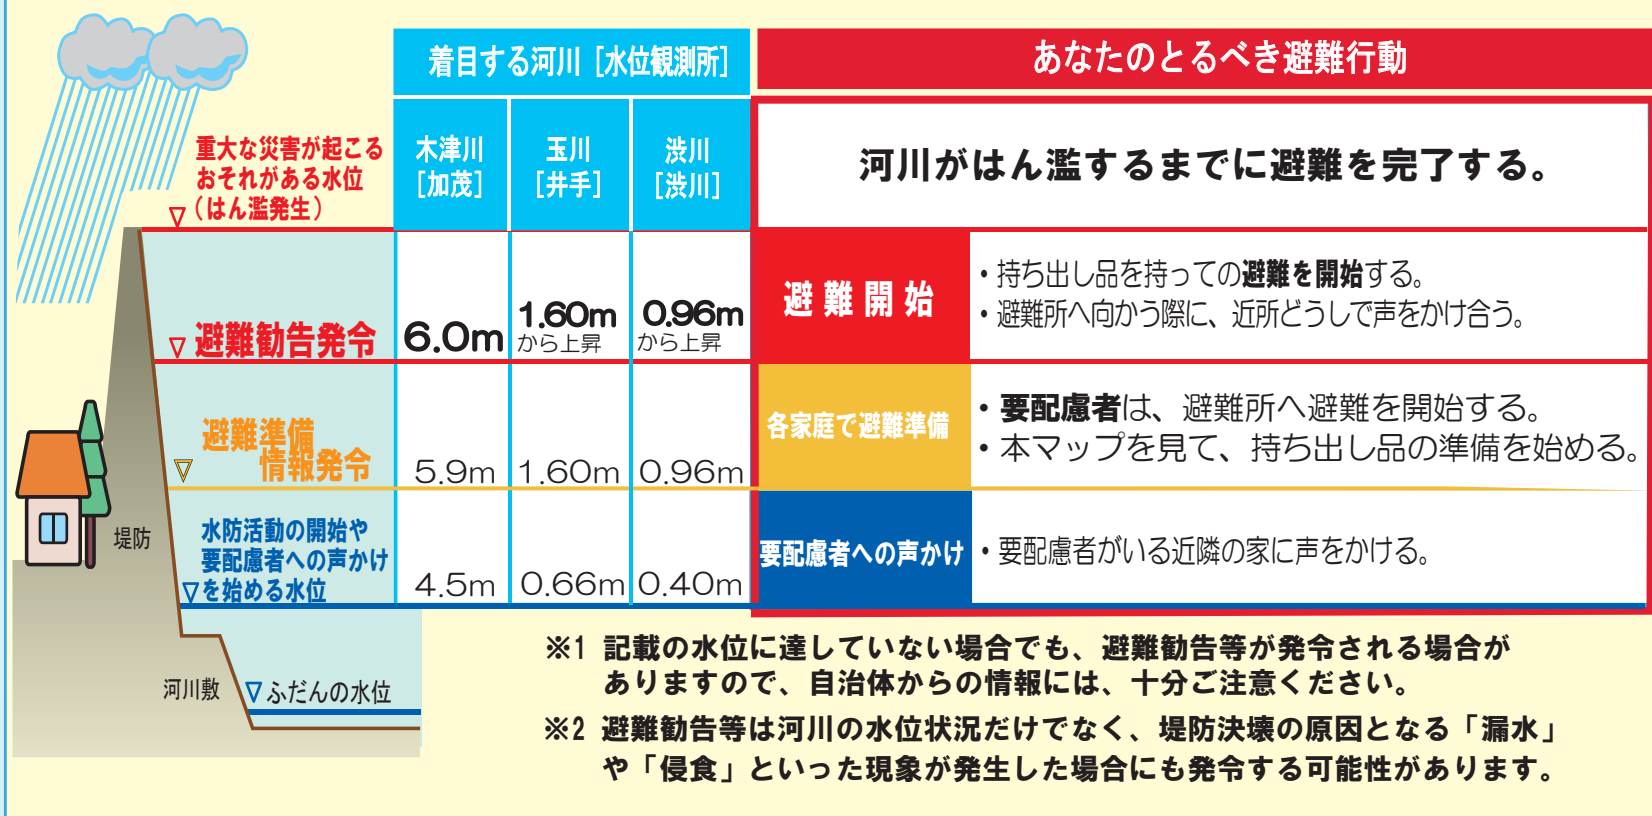 着目する河川［水位観測所］
あなたのとるべき避難行動
重大な災害が起こる
おそれがある水位
▽（はん濫発生）
木津川
［加茂］
玉川
［井手］
渋川
［渋川］
河川がはん濫するまでに避難を完了する。
▽避難勧告発令
6.0m
1.60m
から上昇
0.96m
から上昇
避難開始
・持ち出し品を持っての避難を開始する。
・避難所へ向かう際に、近所どうしで声をかけ合う。
避難準備
▽情報発令
5.9m
1.60m
0.96m
各家庭で避難準備
・要配慮者は、避難所へ避難を開始する。
・本マップを見て、持ち出し品の準備を始める。
堤防
水防活動の開始や
要配慮者への声かけ
▽を始める水位
4.5m
0.66m
0.40m
要配慮者への声かけ
・要配慮者がいる近隣の家に声をかける。
河川敷
▽ふだんの水位
※1 記載の水位に達していない場合でも、避難勧告等が発令される場合が
ありますので、自治体からの情報には、十分ご注意ください。
※2 避難勧告等は河川の水位状況だけでなく、堤防決壊の原因となる「漏水」
や「侵食」といった現象が発生した場合にも発令する可能性があります。